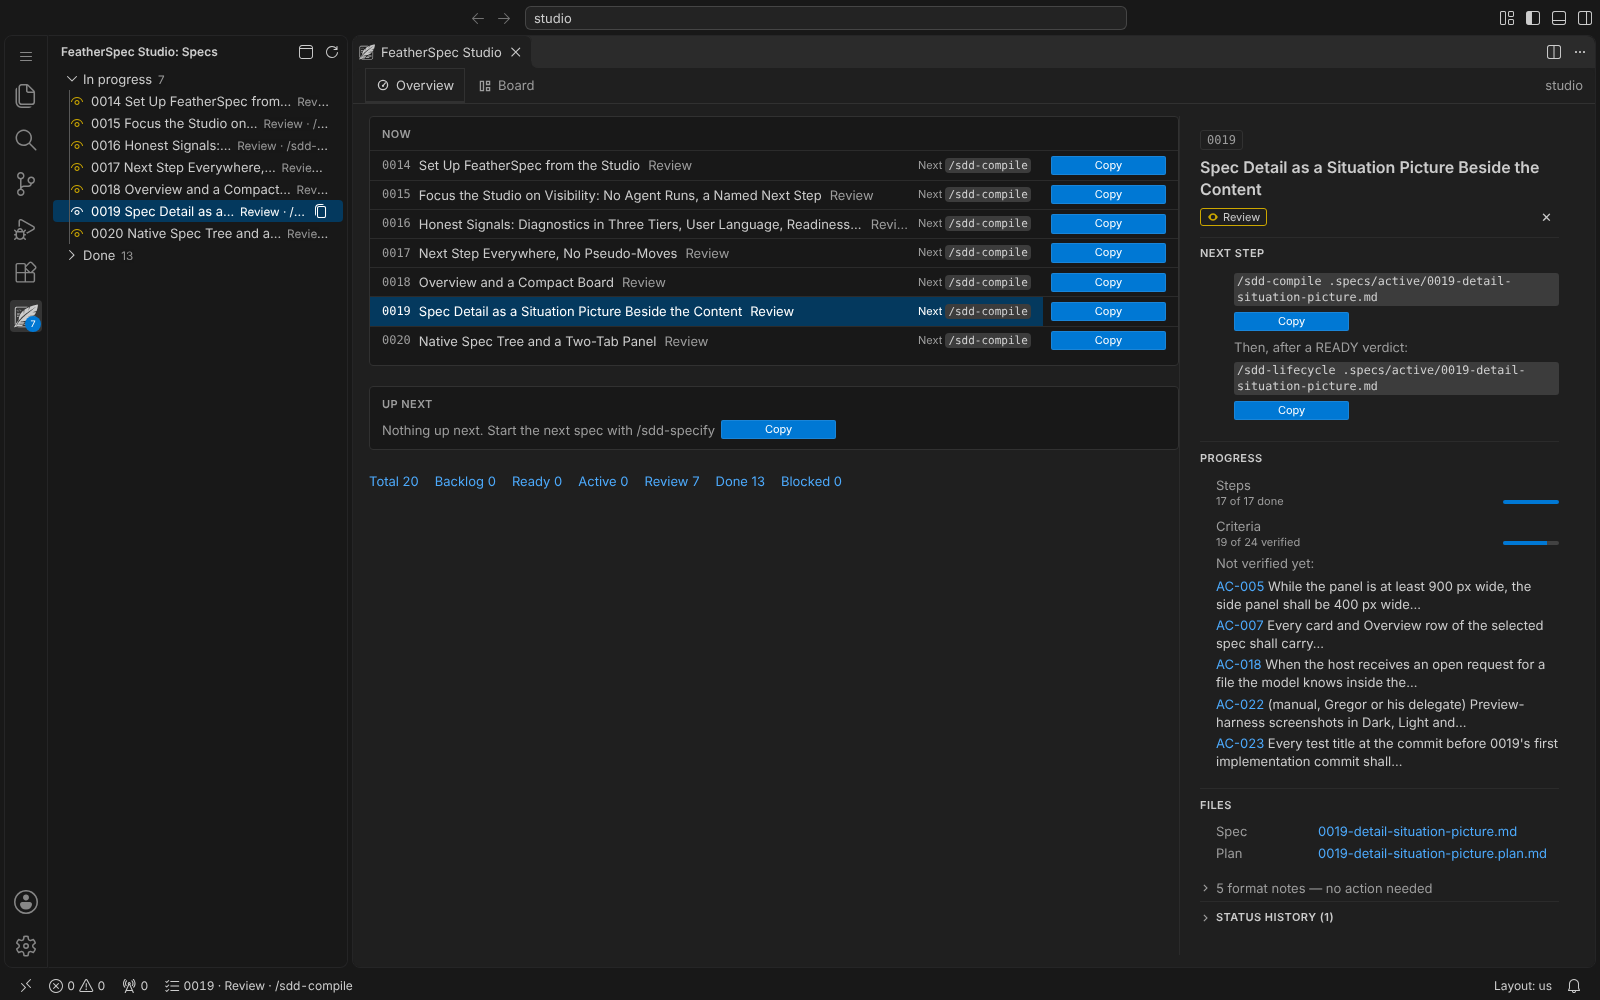 studio
FeatherSpec Studio: Specs
In progress 7
0014 Set Up FeatherSpec from... Rev...
0015 Focus the Studio on... Review · /...
0016 Honest Signals:... Review · /sdd-...
0017 Next Step Everywhere,... Revie...
0018 Overview and a Compact... Rev...
0019 Spec Detail as a... Review · /...
0020 Native Spec Tree and a... Revie...
Done 13
7
FeatherSpec Studio
Overview
Board
studio
NOW
0014 Set Up FeatherSpec from the Studio Review Next /sdd-compile Copy
0015 Focus the Studio on Visibility: No Agent Runs, a Named Next Step Review Next /sdd-compile Copy
0016 Honest Signals: Diagnostics in Three Tiers, User Language, Readiness... Revi... Next /sdd-compile Copy
0017 Next Step Everywhere, No Pseudo-Moves Review Next /sdd-compile Copy
0018 Overview and a Compact Board Review Next /sdd-compile Copy
0019 Spec Detail as a Situation Picture Beside the Content Review Next /sdd-compile Copy
0020 Native Spec Tree and a Two-Tab Panel Review Next /sdd-compile Copy
UP NEXT
Nothing up next. Start the next spec with /sdd-specify Copy
Total 20 Backlog 0 Ready 0 Active 0 Review 7 Done 13 Blocked 0
0019
Spec Detail as a Situation Picture Beside the
Content
Review
NEXT STEP
/sdd-compile .specs/active/0019-detail-
situation-picture.md
Copy
Then, after a READY verdict:
/sdd-lifecycle .specs/active/0019-detail-
situation-picture.md
Copy
PROGRESS
Steps
17 of 17 done
Criteria
19 of 24 verified
Not verified yet:
AC-005 While the panel is at least 900 px wide, the
side panel shall be 400 px wide...
AC-007 Every card and Overview row of the selected
spec shall carry...
AC-018 When the host receives an open request for a
file the model knows inside the...
AC-022 (manual, Gregor or his delegate) Preview-
harness screenshots in Dark, Light and...
AC-023 Every test title at the commit before 0019's first
implementation commit shall...
FILES
Spec 0019-detail-situation-picture.md
Plan 0019-detail-situation-picture.plan.md
5 format notes — no action needed
STATUS HISTORY (1)
0 0 0 0019 · Review · /sdd-compile
Layout: us